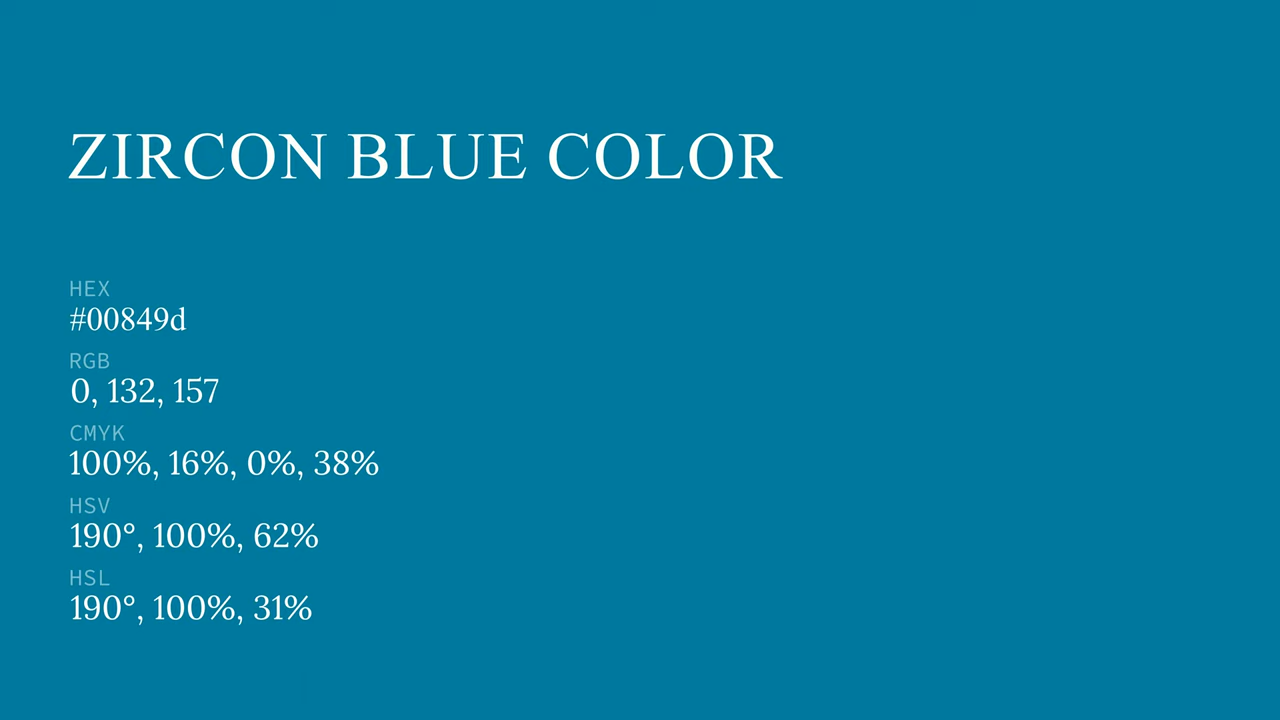 ZIRCON BLUE COLOR
HEX
#00849d
RGB
0, 132, 157
CMYK
100%, 16%, 0%, 38%
HSV
190°, 100%, 62%
HSL
190°, 100%, 31%